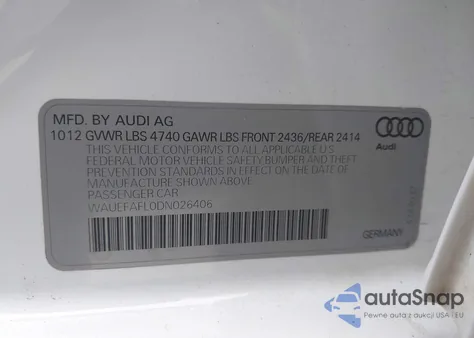 MFD. BY AUDI AG
1012 GVWR LBS 4740 GAWR LBS FRONT 2436/REAR 2414
THIS VEHICLE CONFORMS TO ALL APPLICABLE U.S
FEDERAL MOTOR VEHICLE SAFETY BUMPER AND THEFT
PREVENTION STANDARDS IN EFFECT ON THE DATE OF
MANUFACTURE SHOWN ABOVE.
PASSENGER CAR
WAUEFAFL0DN026406
Audi
GERMANY
autoSnap
Pewne auta z aukcji USA i EU